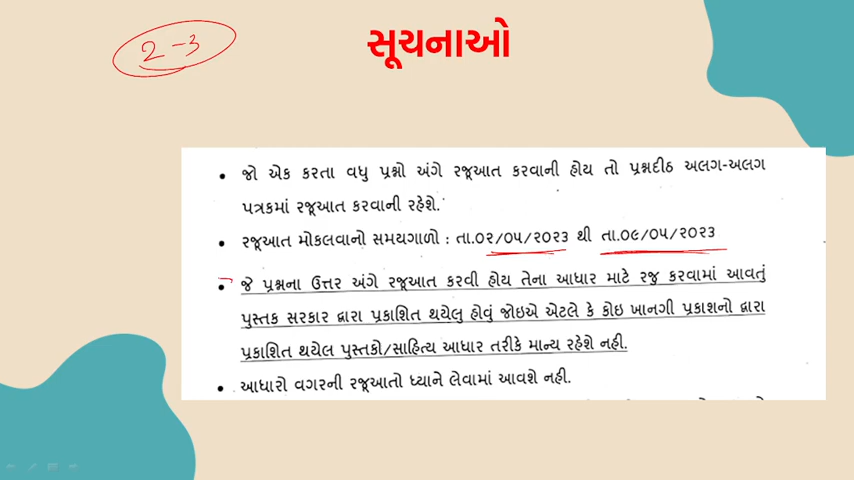 સૂચનાઓ
2-3
• જો એક કરતા વધુ પ્રશ્નો અંગે રજૂઆત કરવાની હોય તો પ્રશ્નદીઠ અલગ-અલગ
પત્રકમાં રજૂઆત કરવાની રહેશે.
• રજૂઆત મોકલવાનો સમયગાળો : તા.૦૨/૦૫/૨૦૨૩ થી તા.૦૯/૦૫/૨૦૨૩
• જે પ્રશ્નના ઉત્તર અંગે રજૂઆત કરવી હોય તેના આધાર માટે રજુ કરવામાં આવતું
પુસ્તક સરકાર દ્વારા પ્રકાશિત થયેલુ હોવું જોઇએ એટલે કે કોઇ ખાનગી પ્રકાશનો દ્વારા
પ્રકાશિત થયેલ પુસ્તકો/સાહિત્ય આધાર તરીકે માન્ય રહેશે નહી.
• આધારો વગરની રજૂઆતો ધ્યાને લેવામાં આવશે નહી.